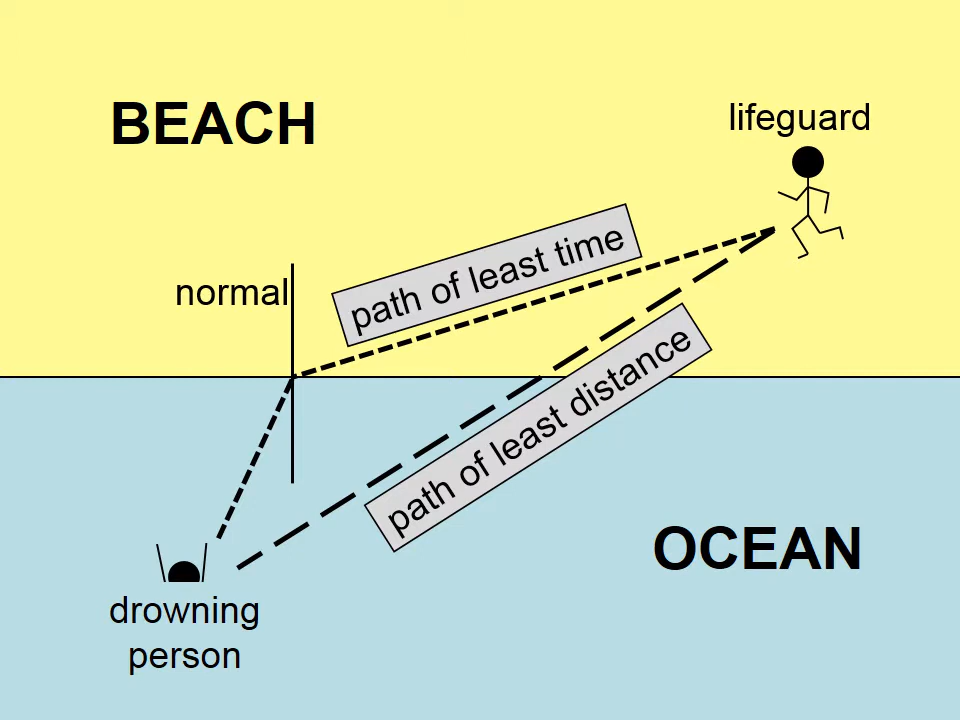 BEACH
lifeguard
path of least time
normal
path of least distance
OCEAN
drowning
person